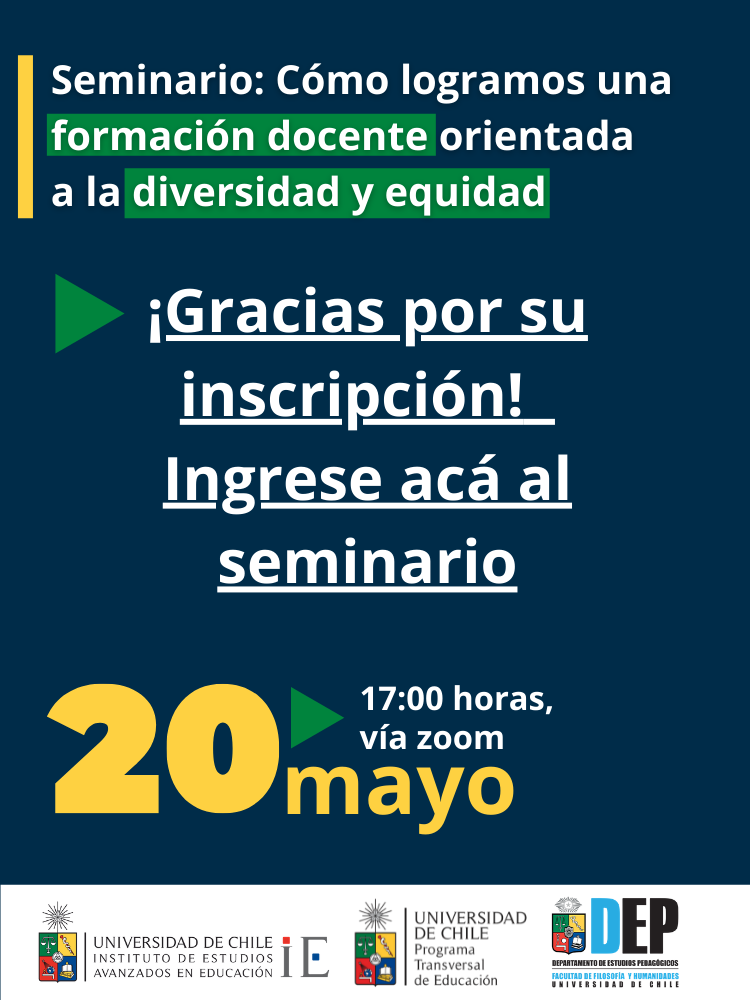 Seminario: Cómo logramos una
formación docente orientada
a la diversidad y equidad
¡Gracias por su
inscripción!
Ingrese acá al
seminario
20
17:00 horas,
vía zoom
mayo
UNIVERSIDAD DE CHILE
INSTITUTO DE ESTUDIOS
AVANZADOS EN EDUCACIÓN
iE
UNIVERSIDAD
DE CHILE
Programa
Transversal
de Educación
DEP
DEPARTAMENTO DE ESTUDIOS PEDAGÓGICOS
FACULTAD DE FILOSOFÍA Y HUMANIDADES
UNIVERSIDAD DE CHILE